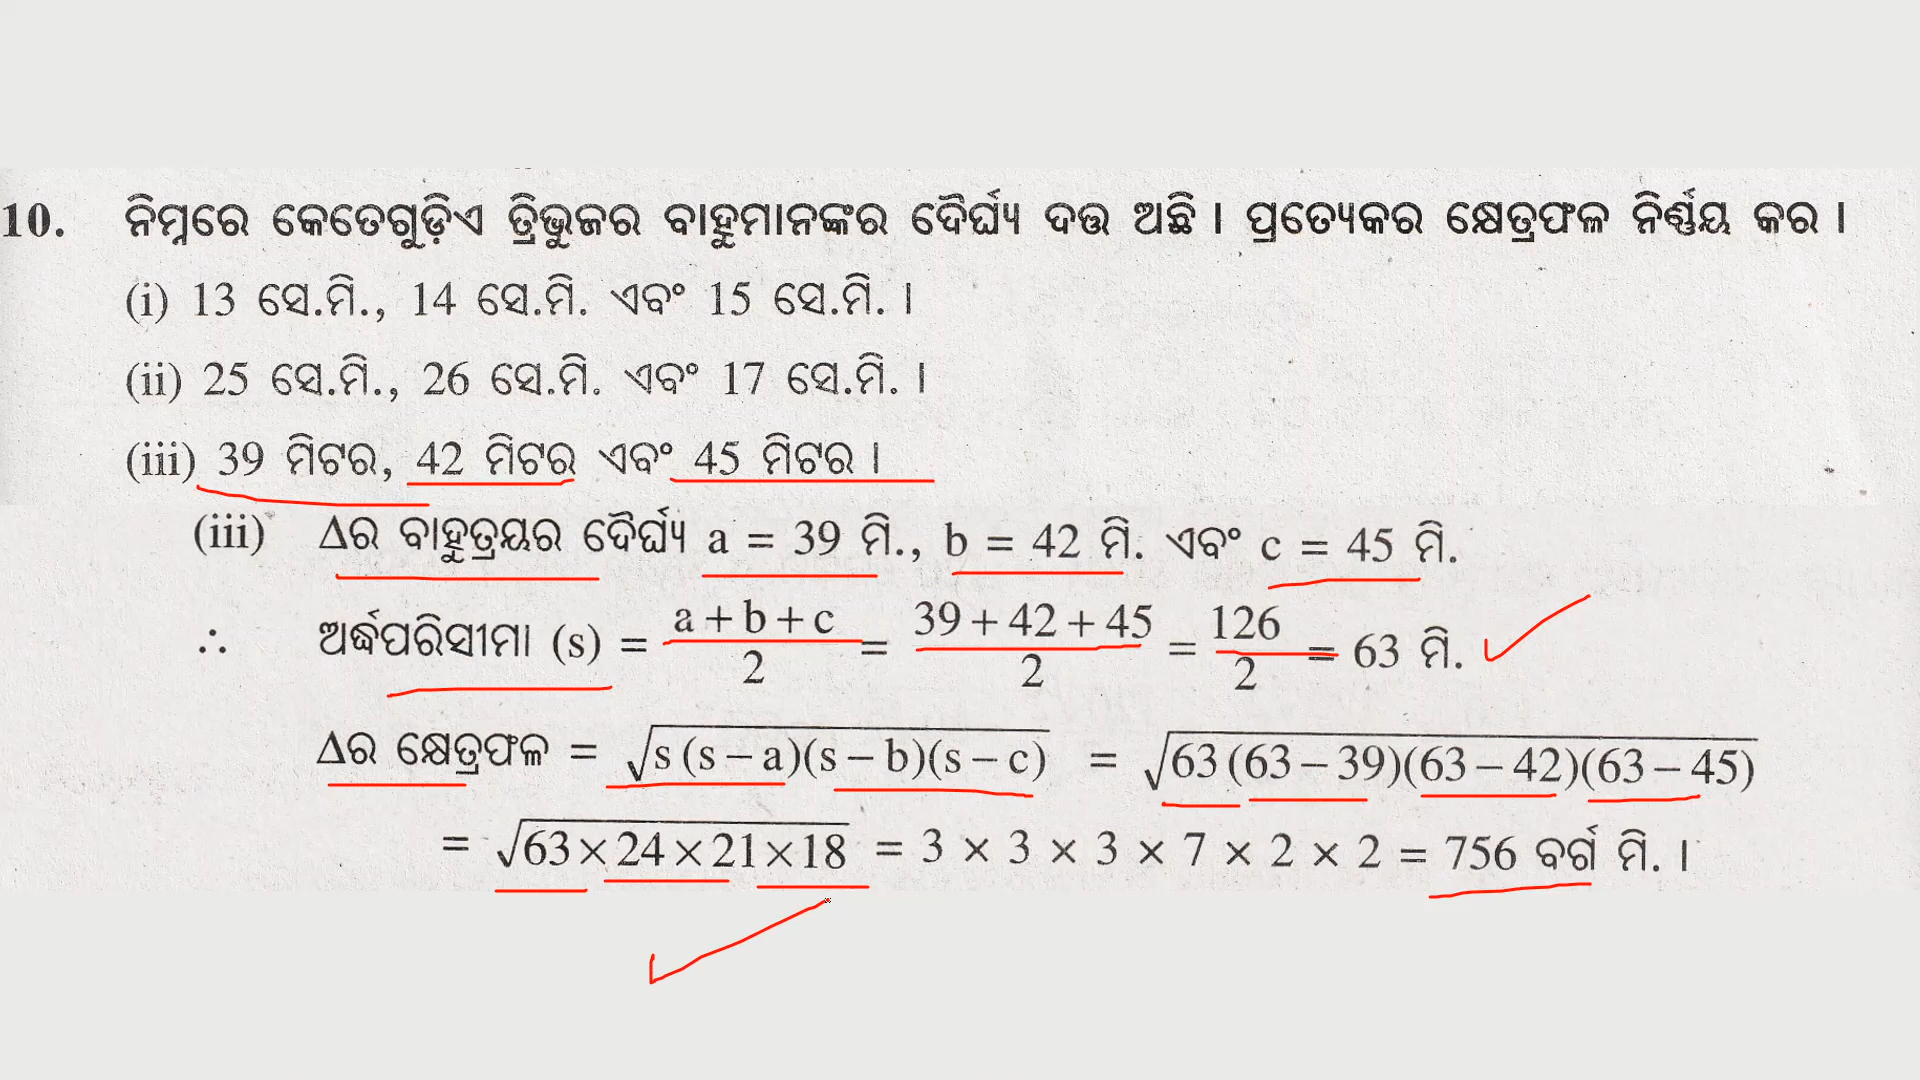 10. ନିମ୍ନରେ କେତେଗୁଡ଼ିଏ ତ୍ରିଭୁଜର ବାହୁମାନଙ୍କର ଦୈର୍ଘ୍ୟ ଦତ୍ତ ଅଛି । ପ୍ରତ୍ୟେକର କ୍ଷେତ୍ରଫଳ ନିର୍ଣ୍ଣୟ କର ।
(i) 13 ସେ.ମି., 14 ସେ.ମି. ଏବଂ 15 ସେ.ମି. ।
(ii) 25 ସେ.ମି., 26 ସେ.ମି. ଏବଂ 17 ସେ.ମି. ।
(iii) 39 ମିଟର, 42 ମିଟର ଏବଂ 45 ମିଟର ।
(iii) Δର ବାହୁତ୍ରୟର ଦୈର୍ଘ୍ୟ a = 39 ମି., b = 42 ମି. ଏବଂ c = 45 ମି.
∴ ଅର୍ଦ୍ଧପରିସୀମା (s) = (a + b + c)/2 = (39 + 42 + 45)/2 = 126/2 = 63 ମି.
Δର କ୍ଷେତ୍ରଫଳ = √s (s – a)(s – b)(s – c) = √63 (63 – 39)(63 – 42)(63 – 45)
= √63 × 24 × 21 × 18 = 3 × 3 × 3 × 7 × 2 × 2 = 756 ବର୍ଗ ମି. ।